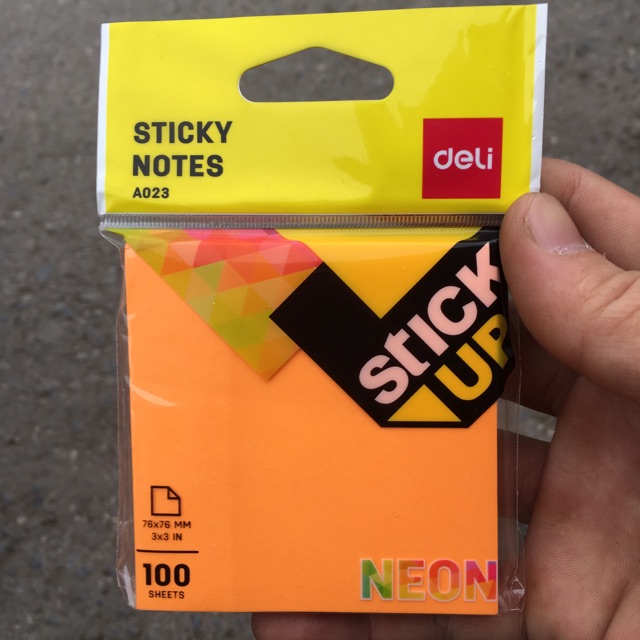 STICKY
NOTES
A023
deli
STICK
UP
76x76 MM
3x3 IN
100
SHEETS
NEON